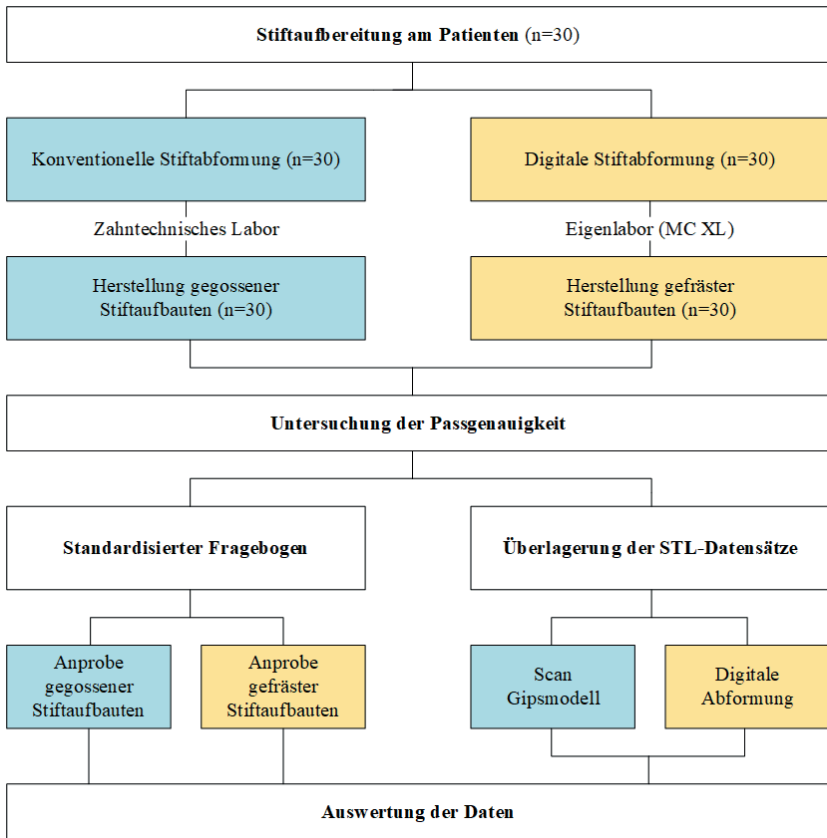 Stiftaufbereitung am Patienten (n=30)
Konventionelle Stiftabformung (n=30)
Digitale Stiftabformung (n=30)
Zahntechnisches Labor
Eigenlabor (MC XL)
Herstellung gegossener
Stiftaufbauten (n=30)
Herstellung gefräster
Stiftaufbauten (n=30)
Untersuchung der Passgenauigkeit
Standardisierter Fragebogen
Überlagerung der STL-Datensätze
Anprobe
gegossener
Stiftaufbauten
Anprobe
gefräster
Stiftaufbauten
Scan
Gipsmodell
Digitale
Abformung
Auswertung der Daten